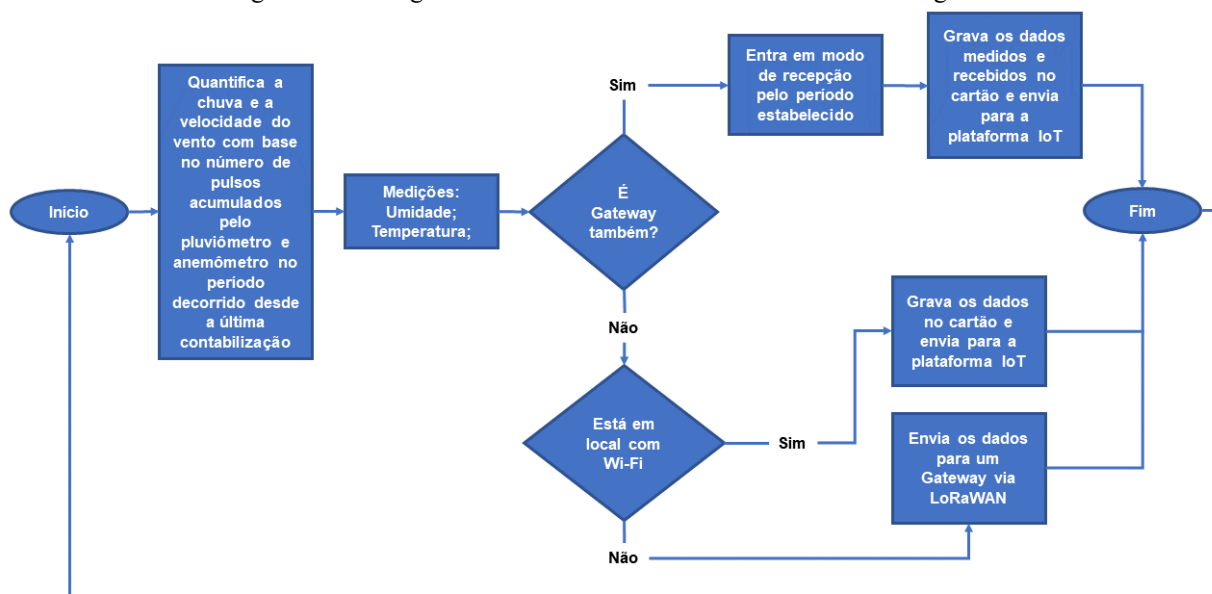 Início
Quantifica a
chuva e a
velocidade do
vento com base
no número de
pulsos
acumulados
pelo
pluviômetro e
anemômetro no
período
decorrido desde
a última
contabilização
Medições:
Umidade;
Temperatura;
É
Gateway
também?
Sim
Entra em modo
de recepção
pelo período
estabelecido
Grava os dados
medidos e
recebidos no
cartão e envia
para a
plataforma IoT
Fim
Não
Está em
local com
Wi-Fi
Sim
Grava os dados
no cartão e
envia para a
plataforma IoT
Não
Envia os dados
para um
Gateway via
LoRaWAN